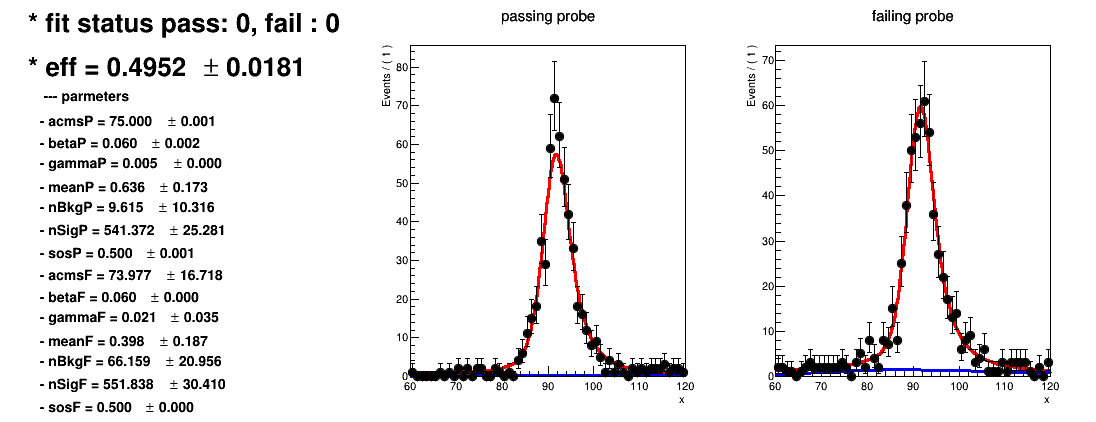 * fit status pass: 0, fail : 0
* eff = 0.4952 ± 0.0181
--- parmeters
- acmsP = 75.000 ± 0.001
- betaP = 0.060 ± 0.002
- gammaP = 0.005 ± 0.000
- meanP = 0.636 ± 0.173
- nBkgP = 9.615 ± 10.316
- nSigP = 541.372 ± 25.281
- sosP = 0.500 ± 0.001
- acmsF = 73.977 ± 16.718
- betaF = 0.060 ± 0.000
- gammaF = 0.021 ± 0.035
- meanF = 0.398 ± 0.187
- nBkgF = 66.159 ± 20.956
- nSigF = 551.838 ± 30.410
- sosF = 0.500 ± 0.000
passing probe
Events / ( 1 )
80
70
60
50
40
30
20
10
0
60 70 80 90 100 110 120
x
failing probe
Events / ( 1 )
70
60
50
40
30
20
10
0
60 70 80 90 100 110 120
x